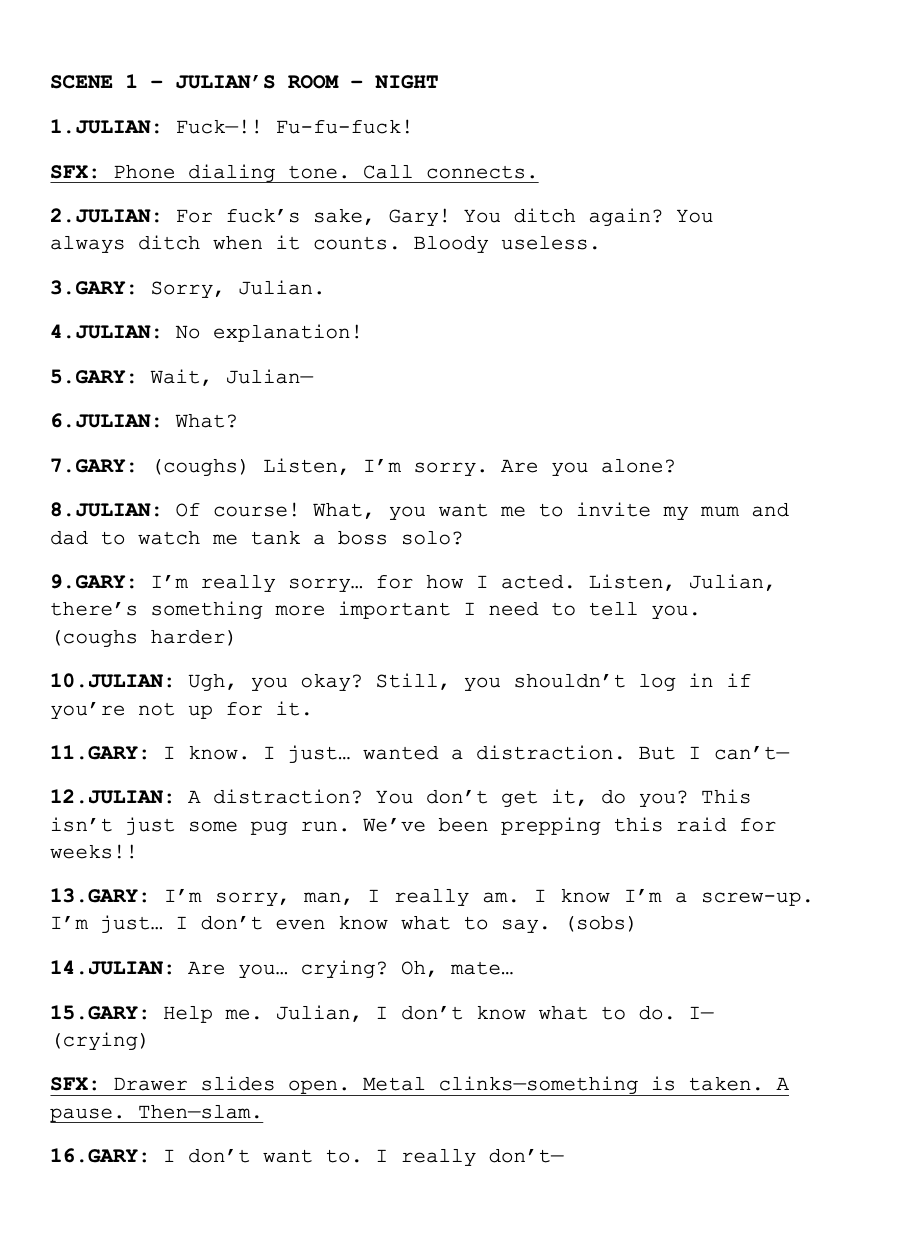 SCENE 1 – JULIAN’S ROOM – NIGHT
1.JULIAN: Fuck—!! Fu-fu-fuck!
SFX: Phone dialing tone. Call connects.
2.JULIAN: For fuck’s sake, Gary! You ditch again? You
always ditch when it counts. Bloody useless.
3.GARY: Sorry, Julian.
4.JULIAN: No explanation!
5.GARY: Wait, Julian—
6.JULIAN: What?
7.GARY: (coughs) Listen, I’m sorry. Are you alone?
8.JULIAN: Of course! What, you want me to invite my mum and
dad to watch me tank a boss solo?
9.GARY: I’m really sorry… for how I acted. Listen, Julian,
there’s something more important I need to tell you.
(coughs harder)
10.JULIAN: Ugh, you okay? Still, you shouldn’t log in if
you’re not up for it.
11.GARY: I know. I just… wanted a distraction. But I can’t—
12.JULIAN: A distraction? You don’t get it, do you? This
isn’t just some pug run. We’ve been prepping this raid for
weeks!!
13.GARY: I’m sorry, man, I really am. I know I’m a screw-up.
I’m just… I don’t even know what to say. (sobs)
14.JULIAN: Are you… crying? Oh, mate…
15.GARY: Help me. Julian, I don’t know what to do. I—
(crying)
SFX: Drawer slides open. Metal clinks—something is taken. A
pause. Then—slam.
16.GARY: I don’t want to. I really don’t—